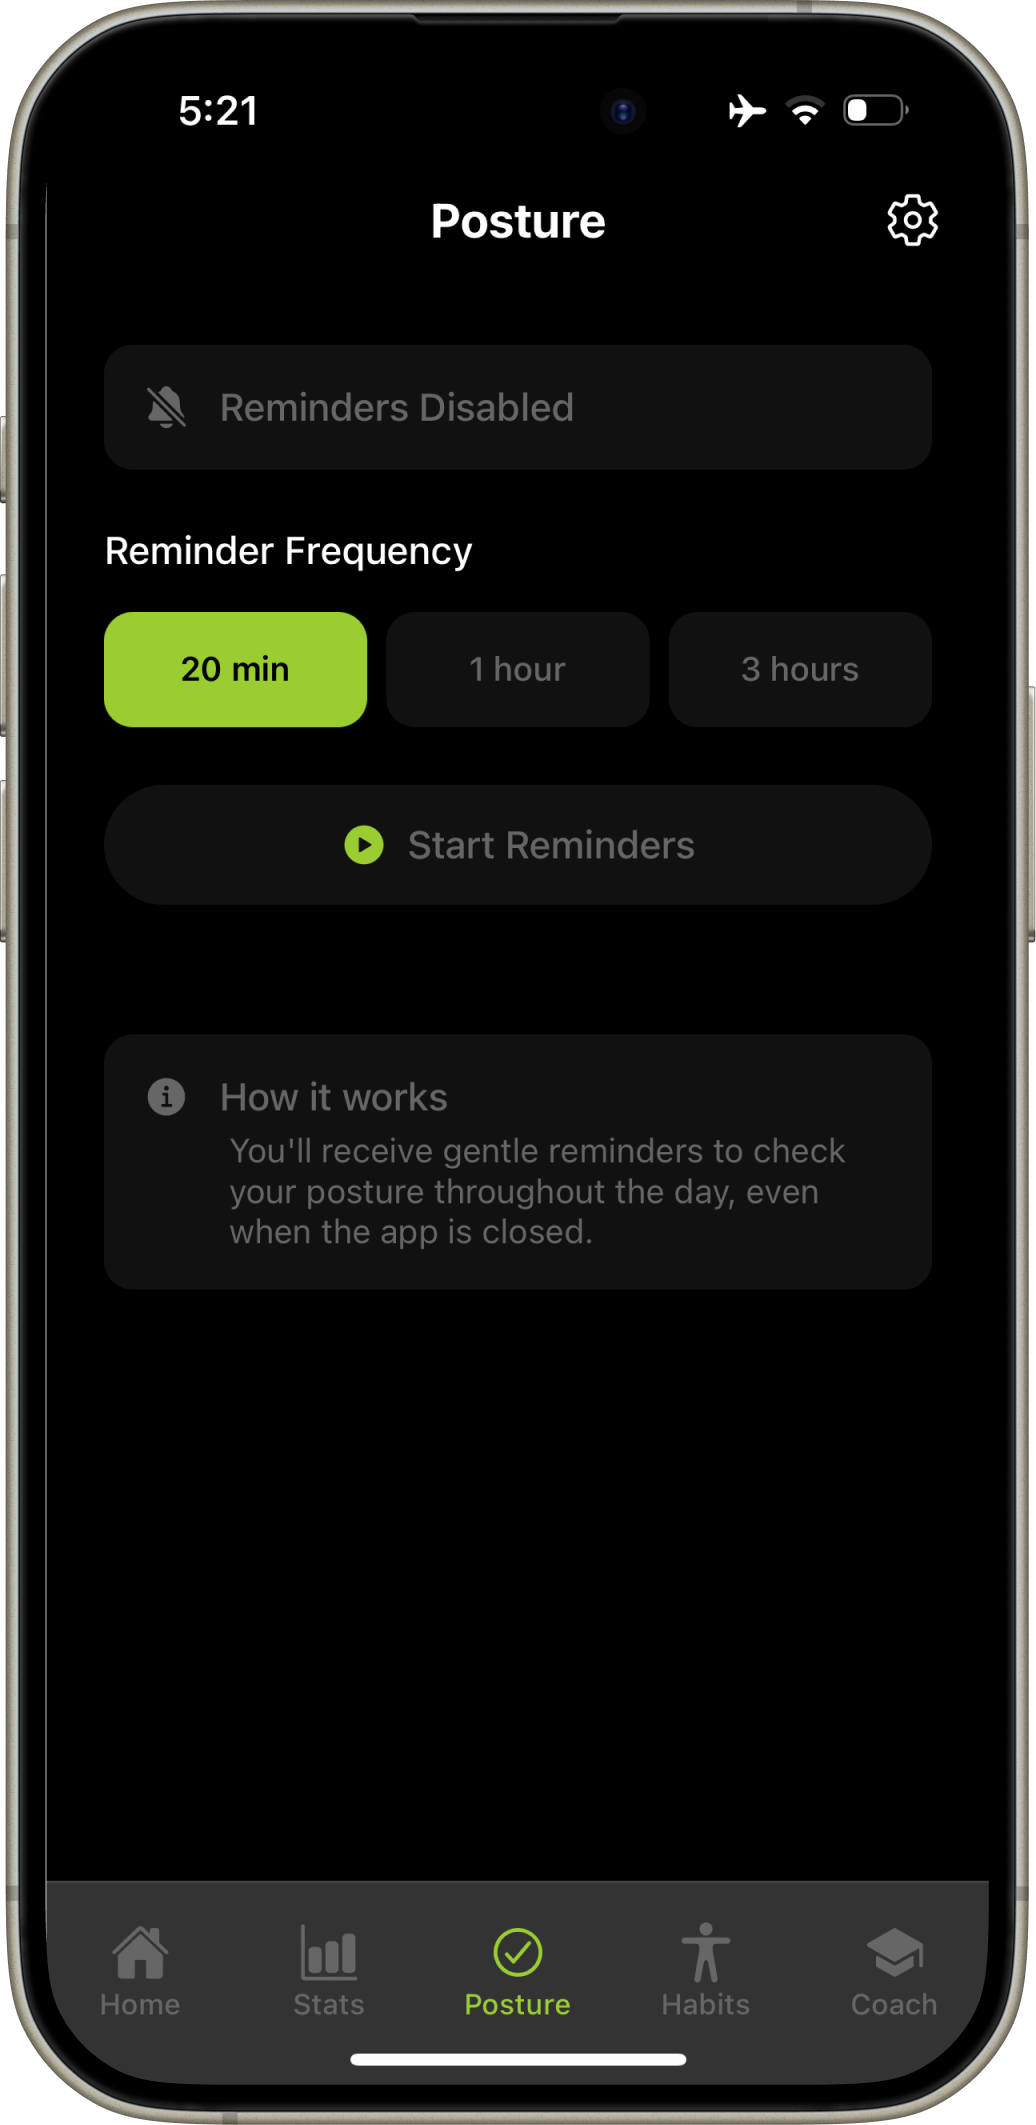 5:21
Posture
Reminders Disabled
Reminder Frequency
20 min
1 hour
3 hours
Start Reminders
How it works
You'll receive gentle reminders to check
your posture throughout the day, even
when the app is closed.
Home
Stats
Posture
Habits
Coach